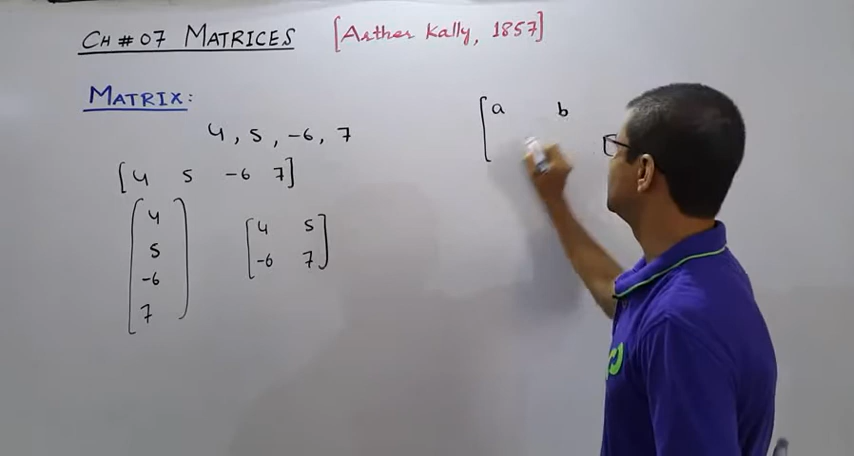 CH # 07 MATRICES [Arther Kally, 1857]
MATRIX:
4, 5, -6, 7
[4 5 -6 7]
4
5
-6
7
4 5
-6 7
a b